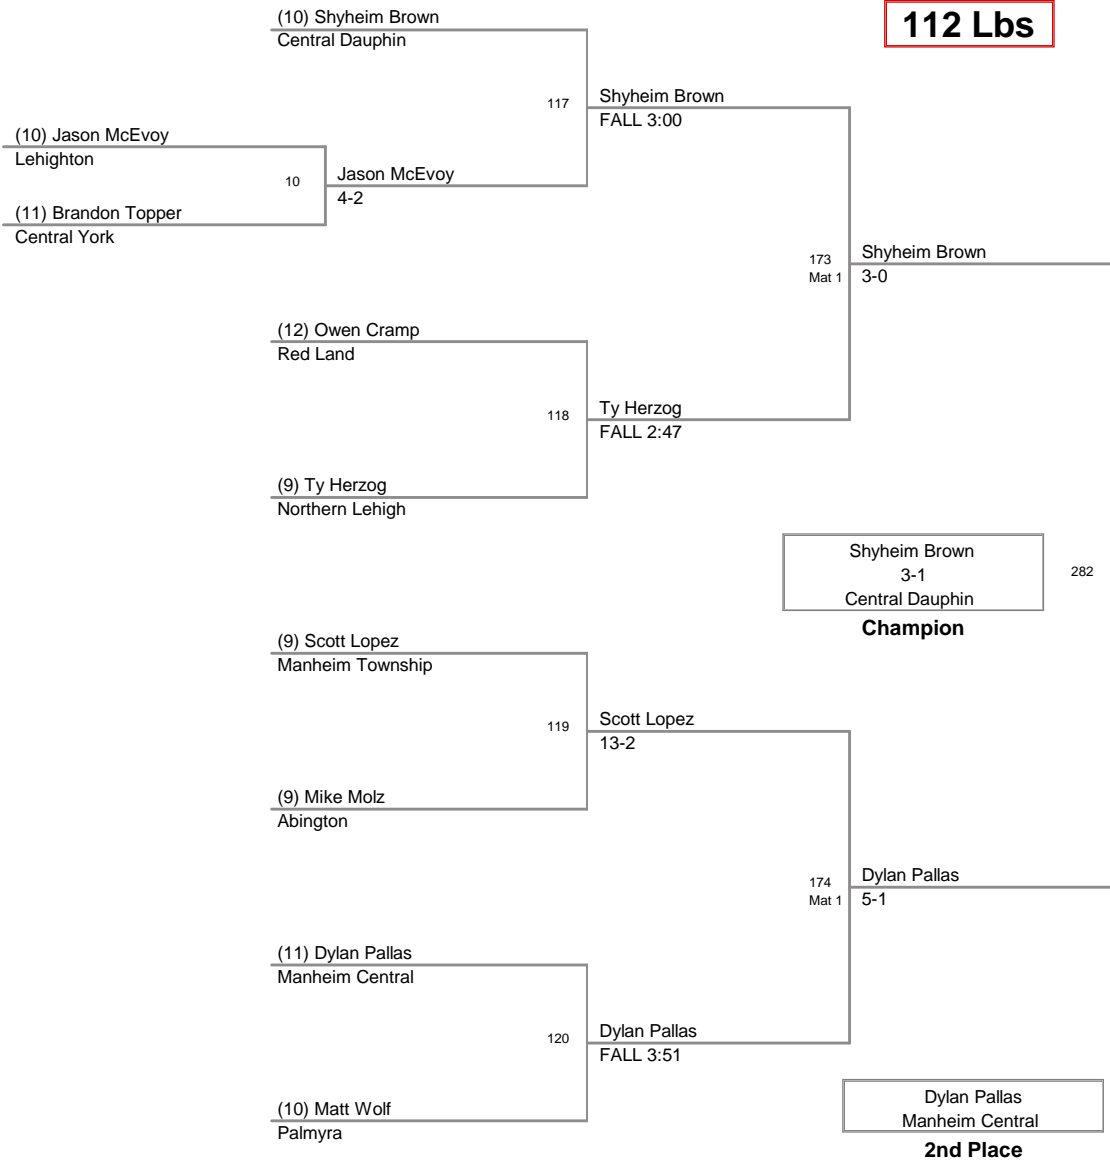 112 Lbs
(10) Shyheim Brown
Central Dauphin
117
Shyheim Brown
FALL 3:00
(10) Jason McEvoy
Lehighton
10
Jason McEvoy
4-2
(11) Brandon Topper
Central York
173
Mat 1
Shyheim Brown
3-0
(12) Owen Cramp
Red Land
118
Ty Herzog
FALL 2:47
(9) Ty Herzog
Northern Lehigh
Shyheim Brown
3-1
Central Dauphin
282
Champion
(9) Scott Lopez
Manheim Township
119
Scott Lopez
13-2
(9) Mike Molz
Abington
174
Mat 1
Dylan Pallas
5-1
(11) Dylan Pallas
Manheim Central
120
Dylan Pallas
FALL 3:51
(10) Matt Wolf
Palmyra
Dylan Pallas
Manheim Central
2nd Place